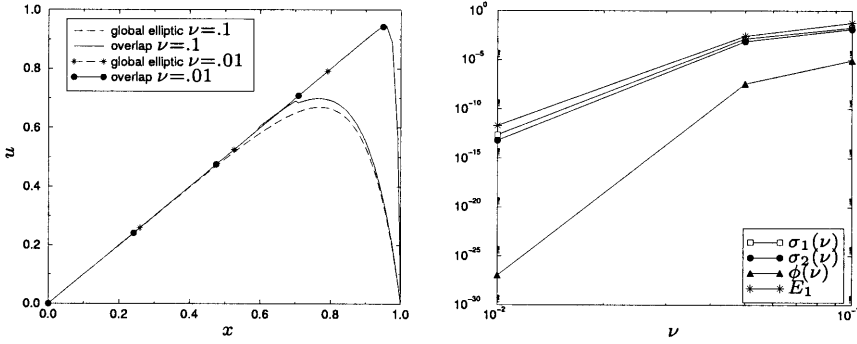 1.0
0.8
0.6
0.4
0.2
0.0
u
global elliptic ν=.1
overlap ν=.1
global elliptic ν=.01
overlap ν=.01
0.0 0.2 0.4 0.6 0.8 1.0
x
10⁰
10⁻⁵
10⁻¹⁰
10⁻¹⁵
10⁻²⁰
10⁻²⁵
10⁻³⁰
σ₁(ν)
σ₂(ν)
ϕ(ν)
E₁
10⁻² 10⁻¹
ν